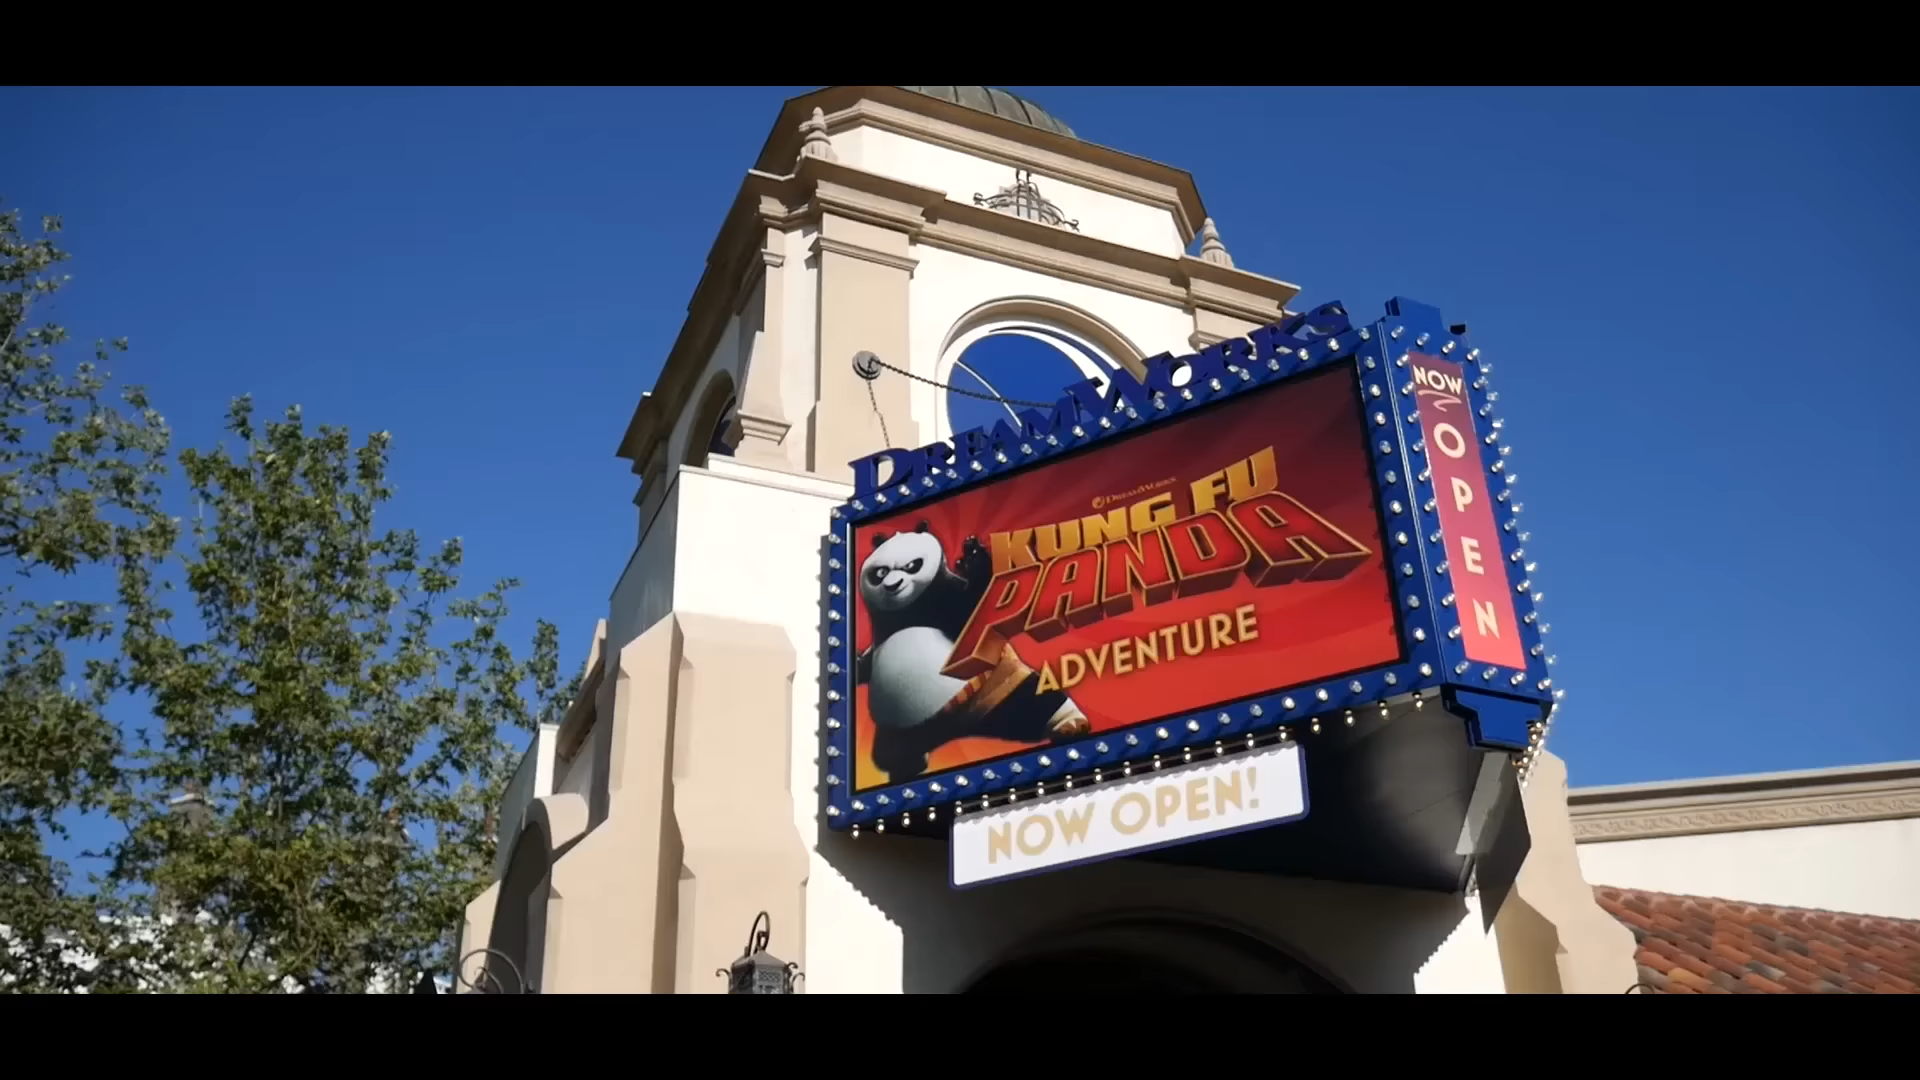 DREAMWORKS
DREAMWORKS
KUNG FU
PANDA
ADVENTURE
NOW OPEN!
NOW
OPEN